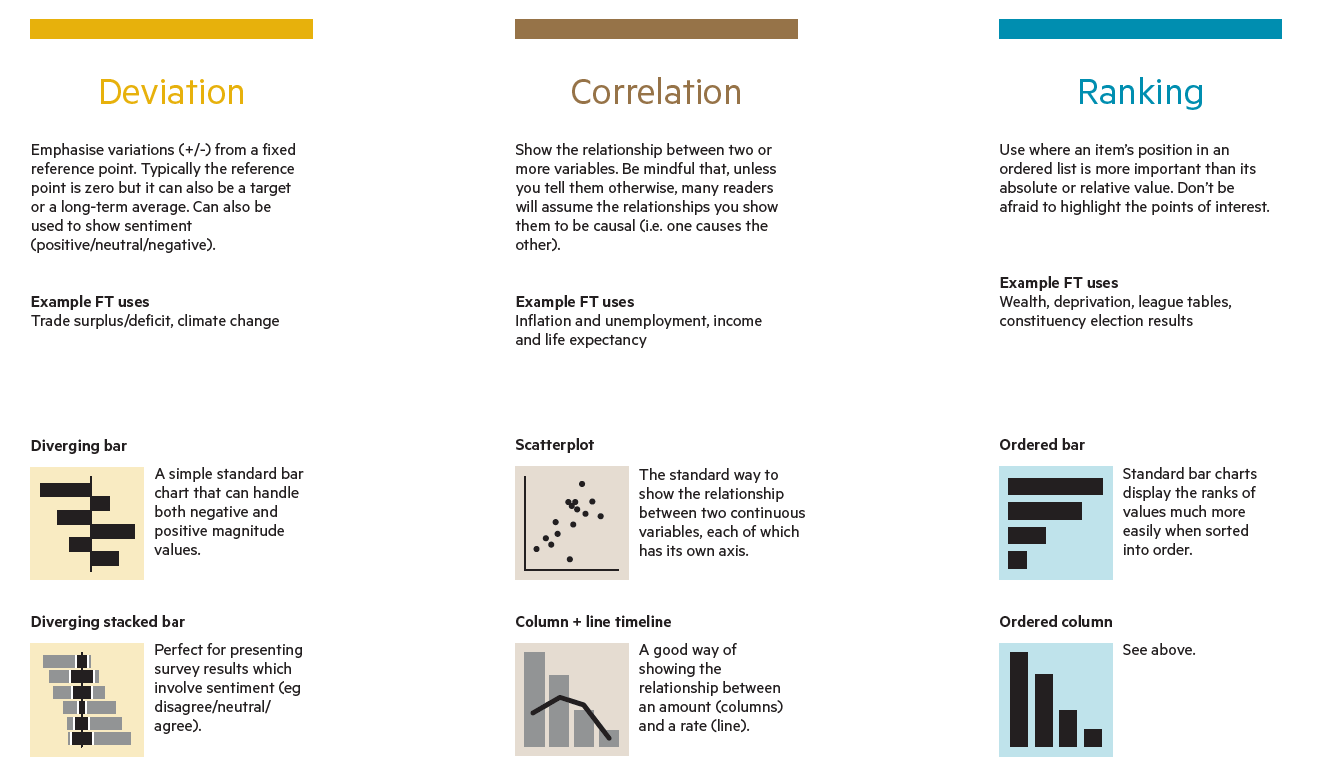 Deviation
Emphasise variations (+/-) from a fixed
reference point. Typically the reference
point is zero but it can also be a target
or a long-term average. Can also be
used to show sentiment
(positive/neutral/negative).
Example FT uses
Trade surplus/deficit, climate change
Diverging bar
A simple standard bar
chart that can handle
both negative and
positive magnitude
values.
Diverging stacked bar
Perfect for presenting
survey results which
involve sentiment (eg
disagree/neutral/
agree).
Correlation
Show the relationship between two or
more variables. Be mindful that, unless
you tell them otherwise, many readers
will assume the relationships you show
them to be causal (i.e. one causes the
other).
Example FT uses
Inflation and unemployment, income
and life expectancy
Scatterplot
The standard way to
show the relationship
between two continuous
variables, each of which
has its own axis.
Column + line timeline
A good way of
showing the
relationship between
an amount (columns)
and a rate (line).
Ranking
Use where an item's position in an
ordered list is more important than its
absolute or relative value. Don't be
afraid to highlight the points of interest.
Example FT uses
Wealth, deprivation, league tables,
constituency election results
Ordered bar
Standard bar charts
display the ranks of
values much more
easily when sorted
into order.
Ordered column
See above.